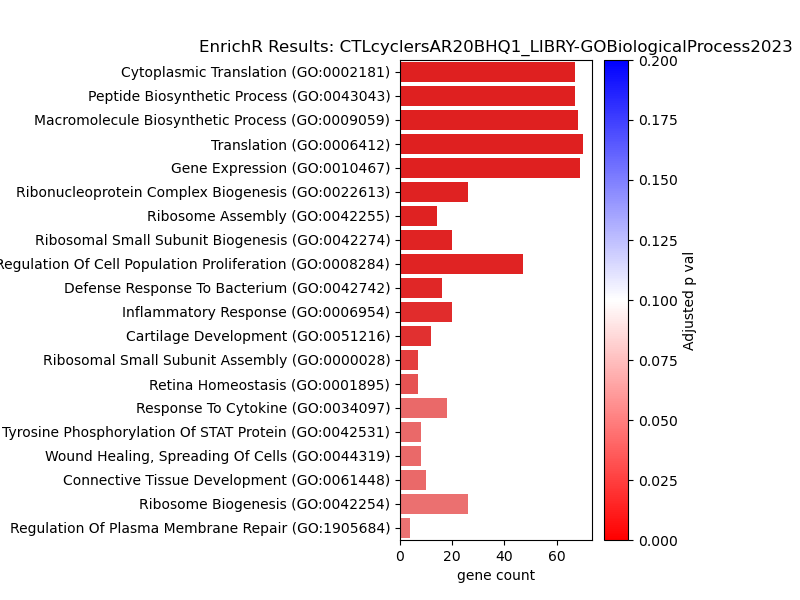 EnrichR Results: CTLcyclersAR20BHQ1_LIBRY-GOBiologicalProcess2023
Cytoplasmic Translation (GO:0002181)
Peptide Biosynthetic Process (GO:0043043)
Macromolecule Biosynthetic Process (GO:0009059)
Translation (GO:0006412)
Gene Expression (GO:0010467)
Ribonucleoprotein Complex Biogenesis (GO:0022613)
Ribosome Assembly (GO:0042255)
Ribosomal Small Subunit Biogenesis (GO:0042274)
Regulation Of Cell Population Proliferation (GO:0008284)
Defense Response To Bacterium (GO:0042742)
Inflammatory Response (GO:0006954)
Cartilage Development (GO:0051216)
Ribosomal Small Subunit Assembly (GO:0000028)
Retina Homeostasis (GO:0001895)
Response To Cytokine (GO:0034097)
Tyrosine Phosphorylation Of STAT Protein (GO:0042531)
Wound Healing, Spreading Of Cells (GO:0044319)
Connective Tissue Development (GO:0061448)
Ribosome Biogenesis (GO:0042254)
Regulation Of Plasma Membrane Repair (GO:1905684)
0 20 40 60
gene count
0.200
0.175
0.150
0.125
0.100
0.075
0.050
0.025
0.000
Adjusted p val